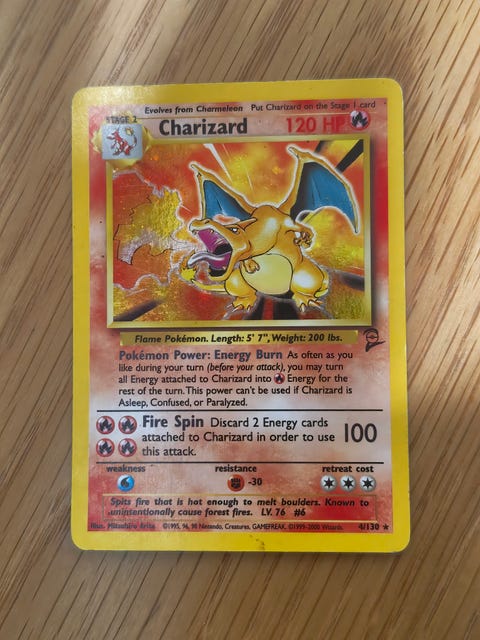 Evolves from Charmeleon Put Charizard on the Stage 1 card
STAGE 2
Charizard 120 HP
Flame Pokémon. Length: 5' 7", Weight: 200 lbs.
Pokémon Power: Energy Burn As often as you
like during your turn (before your attack), you may turn
all Energy attached to Charizard into Energy for the
rest of the turn. This power can't be used if Charizard is
Asleep, Confused, or Paralyzed.
Fire Spin Discard 2 Energy cards
attached to Charizard in order to use 100
this attack.
weakness resistance retreat cost
-30
Spits fire that is hot enough to melt boulders. Known to
unintentionally cause forest fires. LV. 76 #6
Illus. Mitsuhiro Arita ©1995, 96, 98 Nintendo, Creatures, GAMEFREAK. ©1999-2000 Wizards. 4/130 ★